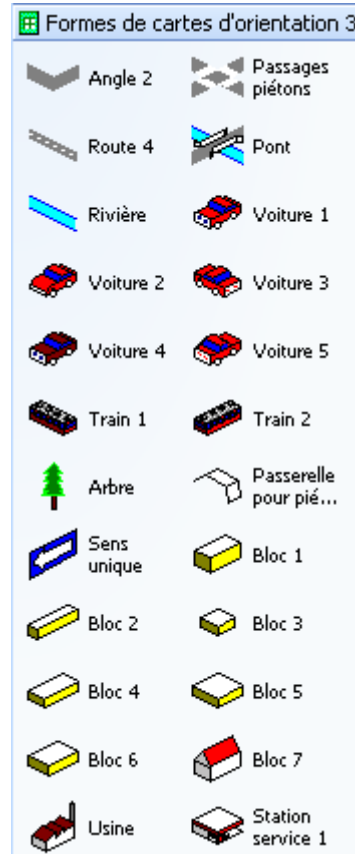 Formes de cartes d'orientation 3
Angle 2
Passages
piétons
Route 4
Pont
Rivière
Voiture 1
Voiture 2
Voiture 3
Voiture 4
Voiture 5
Train 1
Train 2
Arbre
Passerelle
pour pié...
Sens
unique
Bloc 1
Bloc 2
Bloc 3
Bloc 4
Bloc 5
Bloc 6
Bloc 7
Usine
Station
service 1